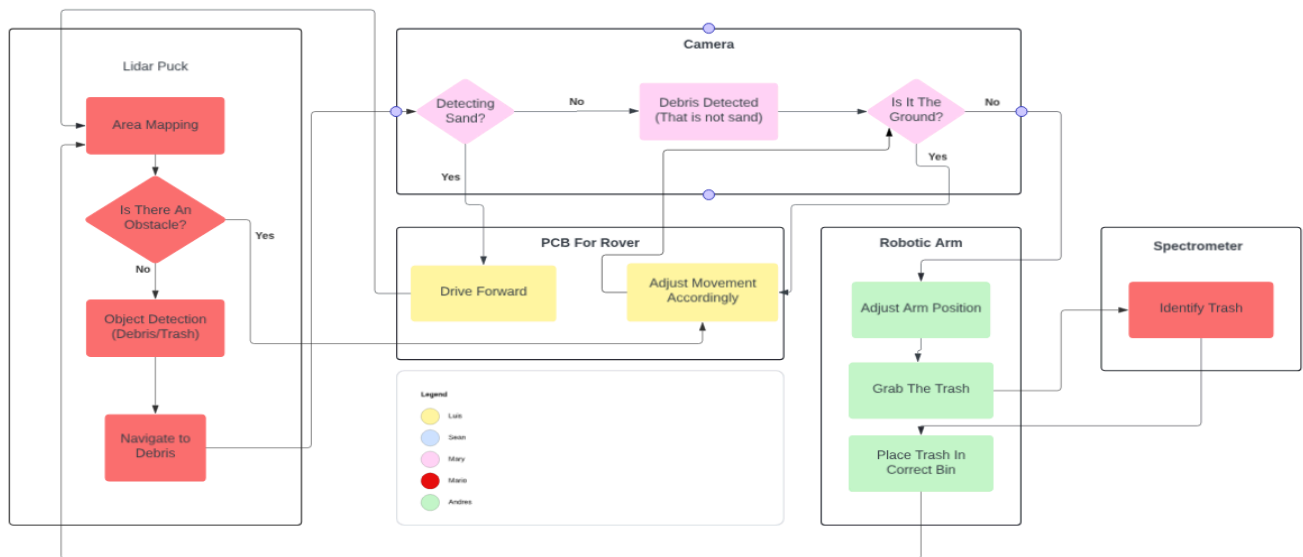 Lidar Puck
Area Mapping
Is There An
Obstacle?
Yes
No
Object Detection
(Debris/Trash)
Navigate to
Debris
Camera
Detecting
Sand?
No
Debris Detected
(That is not sand)
Is It The
Ground?
No
Yes
Yes
PCB For Rover
Drive Forward
Adjust Movement
Accordingly
Legend
Luis
Sean
Mary
Mario
Andres
Robotic Arm
Adjust Arm Position
Grab The Trash
Place Trash In
Correct Bin
Spectrometer
Identify Trash